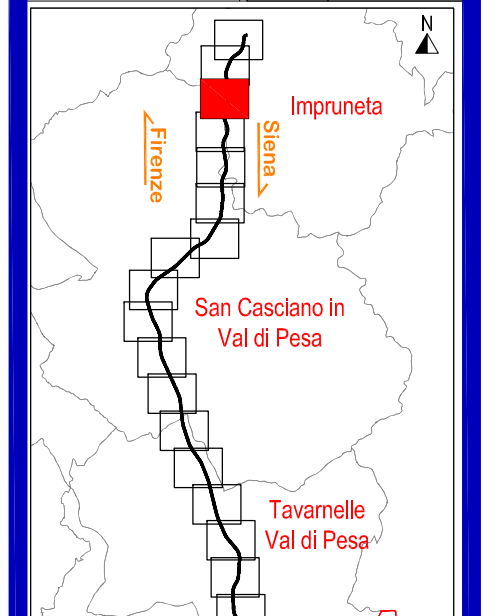 N
Impruneta
Firenze
Siena
San Casciano in
Val di Pesa
Tavarnelle
Val di Pesa